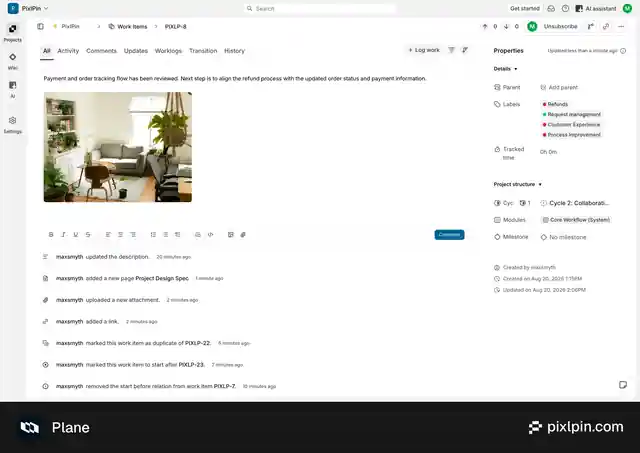 PixlPin
Search
Get started
AI assistant
M
Projects
Wiki
AI
Settings
PixlPin
Work Items
PIXLP-8
0
0
M
Unsubscribe
All
Activity
Comments
Updates
Worklogs
Transition
History
+ Log work
Payment and order tracking flow has been reviewed. Next step is to align the refund process with the updated order status and payment information.
Comment
maxsmyth updated the description. 20 minutes ago
maxsmyth added a new page Project Design Spec 1 minute ago
maxsmyth uploaded a new attachment. 2 minutes ago
maxsmyth added a link. 2 minutes ago
maxsmyth marked this work item as duplicate of PIXLP-22.
minutes ago
maxsmyth marked this work item to start after PIXLP-23. 7 minutes ago
maxsmyth removed the start before relation from work item PIXLP-7. 10 minutes ago
Properties
Updated less than a minute ago
Details
Parent
Add parent
Labels
Refunds
Request management
Customer Experience
Process Improvement
Tracked time
0h 0m
Project structure
Cyc
1
Cycle 2: Collaborati...
Modules
Core Workflow (System)
Milestone
No milestone
Created by maxsmyth
Created on Aug 20, 2026 1:15PM
Updated on Aug 20, 2026 2:06PM
Plane
pixlpin.com